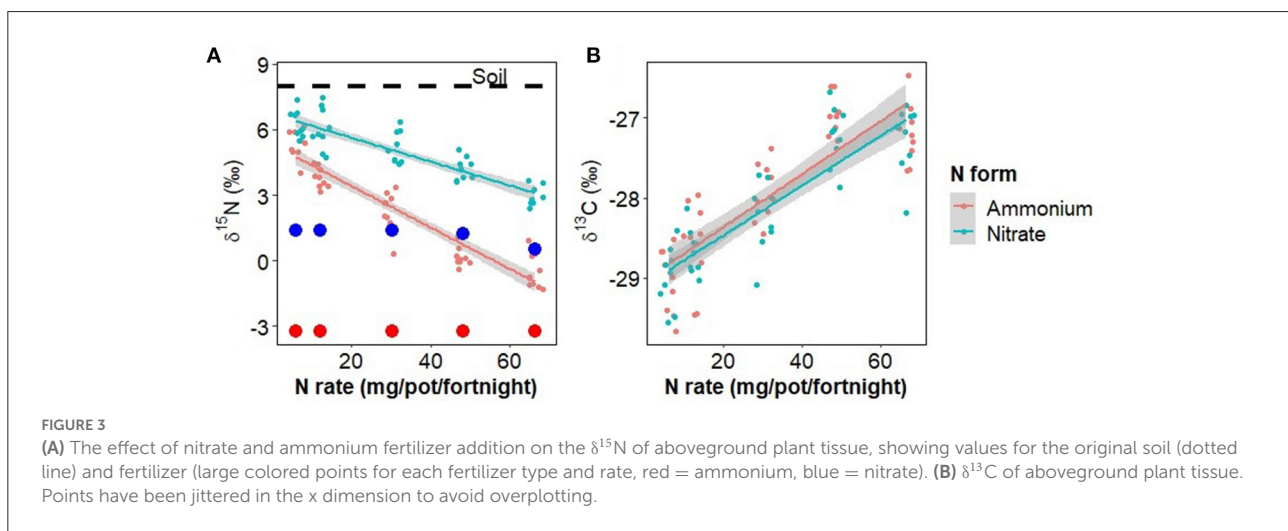 A
B
9
6
3
0
-3
Soil
δ15N (‰)
20
40
60
N rate (mg/pot/fortnight)
-27
-28
-29
δ13C (‰)
20
40
60
N rate (mg/pot/fortnight)
N form
Ammonium
Nitrate
FIGURE 3
(A) The effect of nitrate and ammonium fertilizer addition on the δ15N of aboveground plant tissue, showing values for the original soil (dotted
line) and fertilizer (large colored points for each fertilizer type and rate, red = ammonium, blue = nitrate). (B) δ13C of aboveground plant tissue.
Points have been jittered in the x dimension to avoid overplotting.